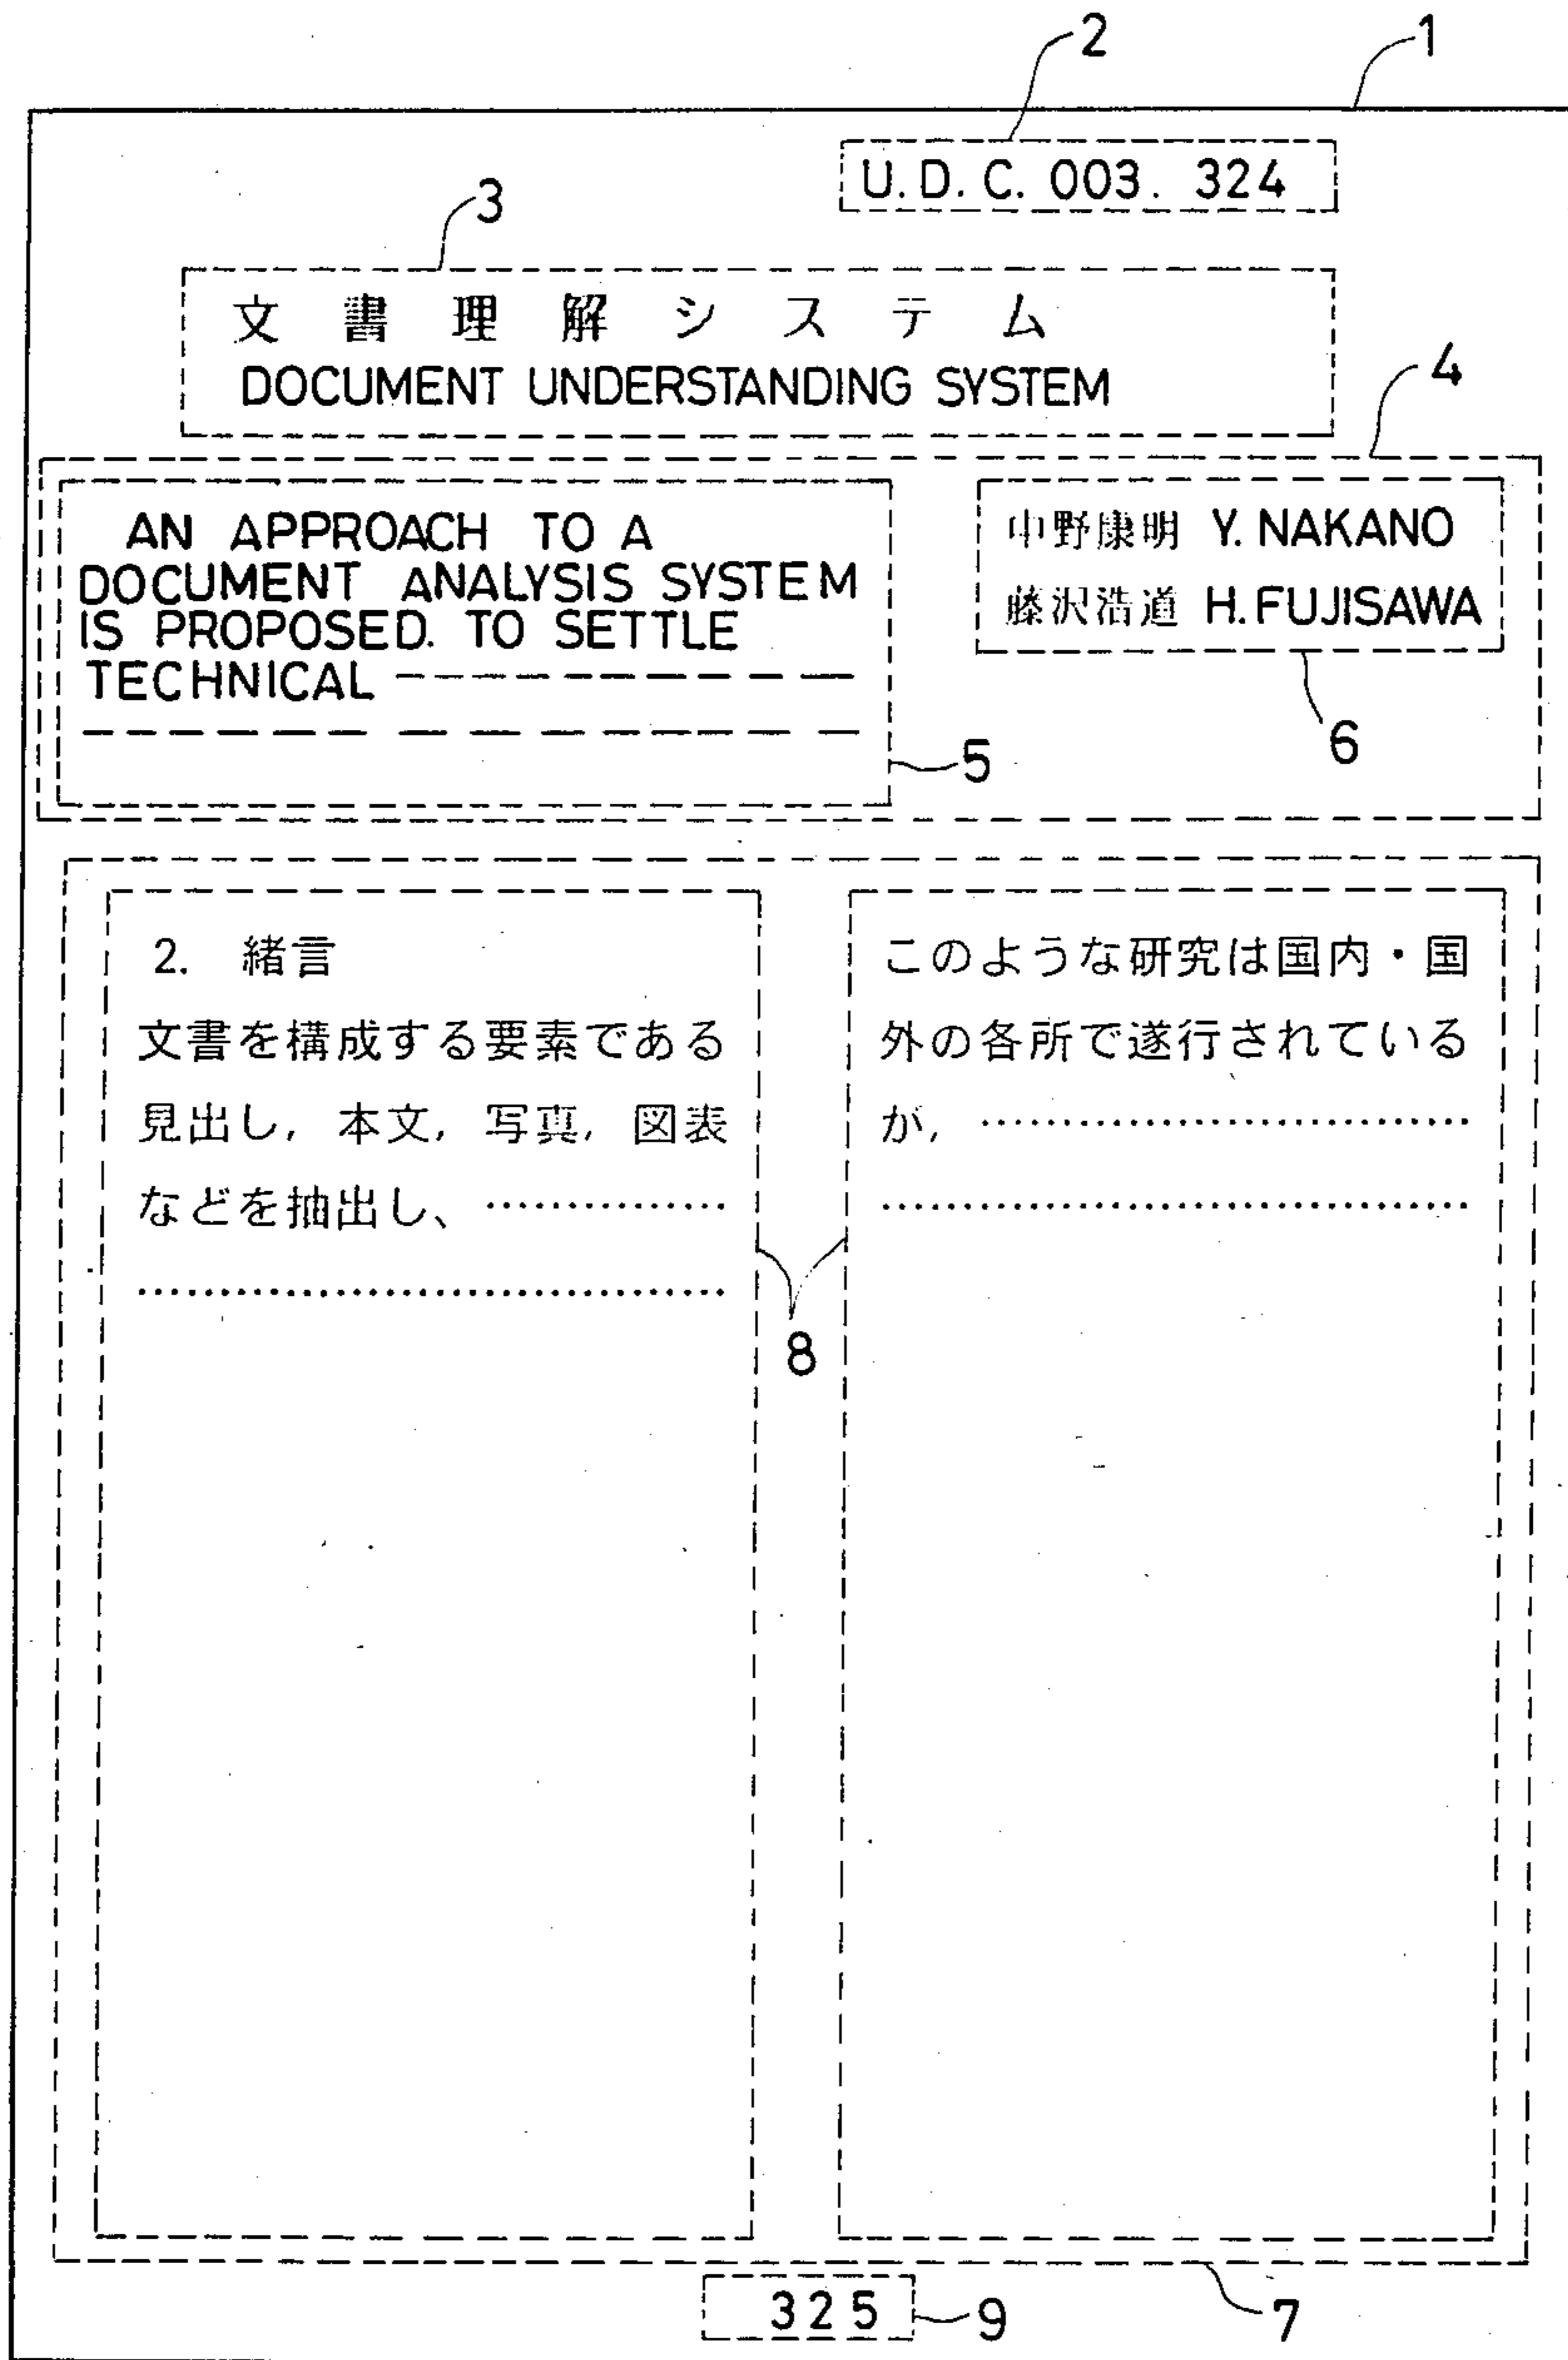 2
1
U.D.C. 003. 324
3
文書理解システム
DOCUMENT UNDERSTANDING SYSTEM
4
AN APPROACH TO A
DOCUMENT ANALYSIS SYSTEM
IS PROPOSED. TO SETTLE
TECHNICAL
5
中野康明 Y. NAKANO
藤沢浩道 H. FUJISAWA
6
2. 緒言
文書を構成する要素である
見出し, 本文, 写真, 図表
などを抽出し、……………
……………………………
8
このような研究は国内・国
外の各所で遂行されている
が, ……………………………
……………………………
325
9
7